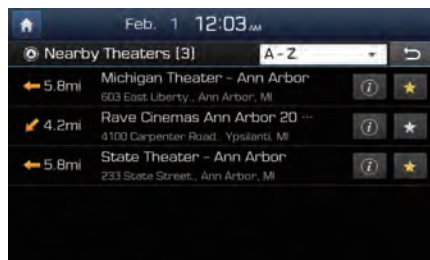 Feb. 1 12:03 AM
Nearby Theaters (3) A-Z
5.8mi Michigan Theater - Ann Arbor
603 East Liberty., Ann Arbor, MI
4.2mi Rave Cinemas Ann Arbor 20 ···
4100 Carpenter Road., Ypsilanti, MI
5.8mi State Theater - Ann Arbor
233 State Street., Ann Arbor, MI